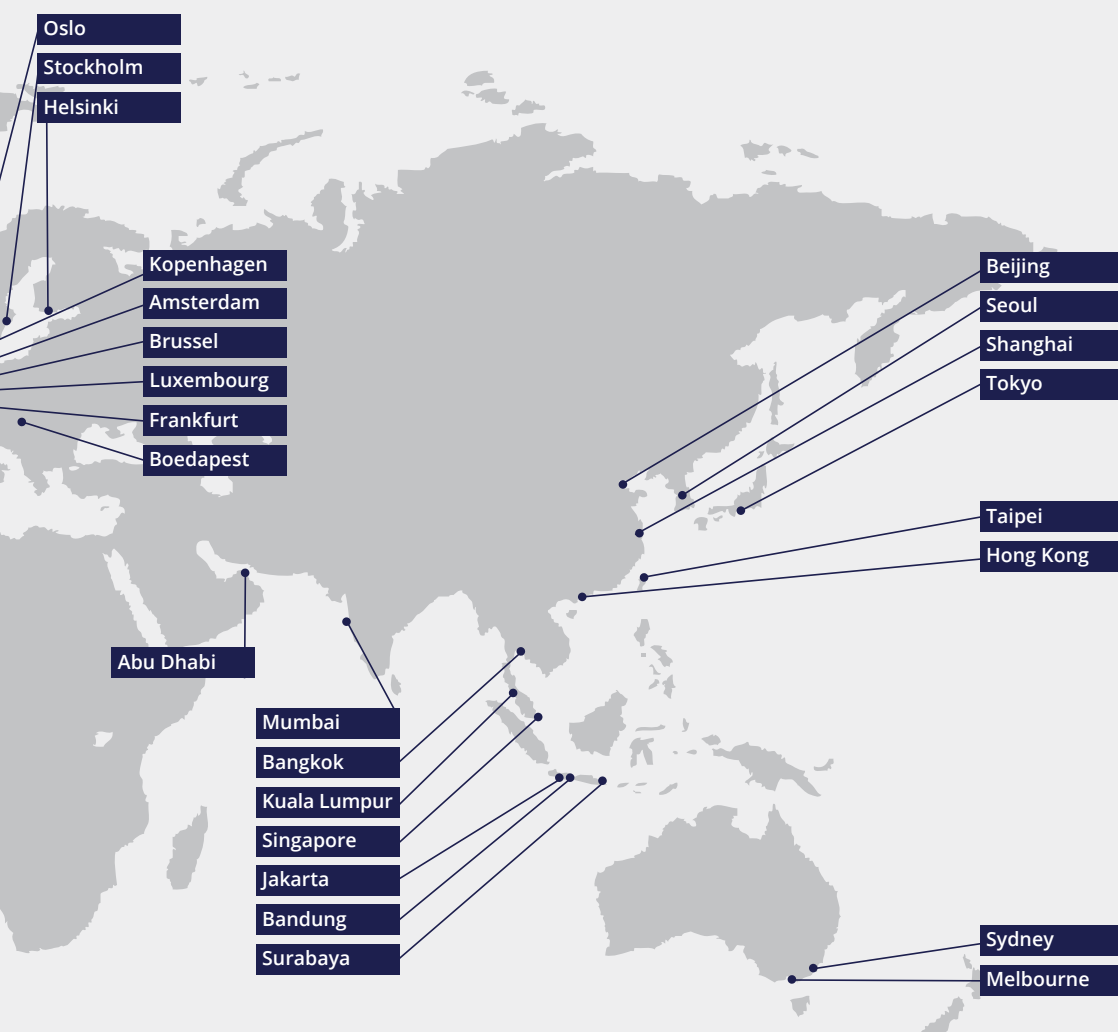 Oslo
Stockholm
Helsinki
Kopenhagen
Amsterdam
Brussel
Luxembourg
Frankfurt
Boedapest
Beijing
Seoul
Shanghai
Tokyo
Taipei
Hong Kong
Abu Dhabi
Mumbai
Bangkok
Kuala Lumpur
Singapore
Jakarta
Bandung
Surabaya
Sydney
Melbourne